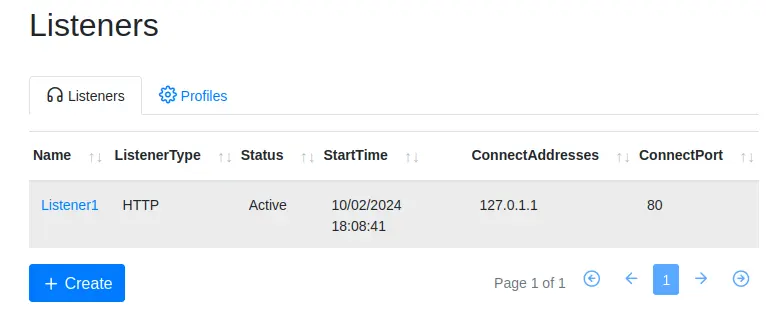 Listeners
Listeners Profiles
Name ListenerType Status StartTime ConnectAddresses ConnectPort
Listener1 HTTP Active 10/02/2024 127.0.1.1 80
18:08:41
+ Create Page 1 of 1 1